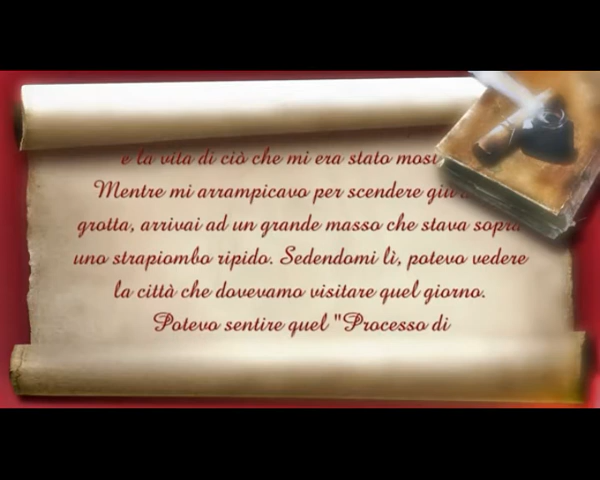 e la vita di ciò che mi era stato
Mentre mi arrampicavo per scendere
grotta, arrivai ad un grande masso che stava sopra
uno strapiombo ripido. Sedendomi lì, potevo vedere
la città che dovevamo visitare quel giorno.
Potevo sentire quel "Processo di